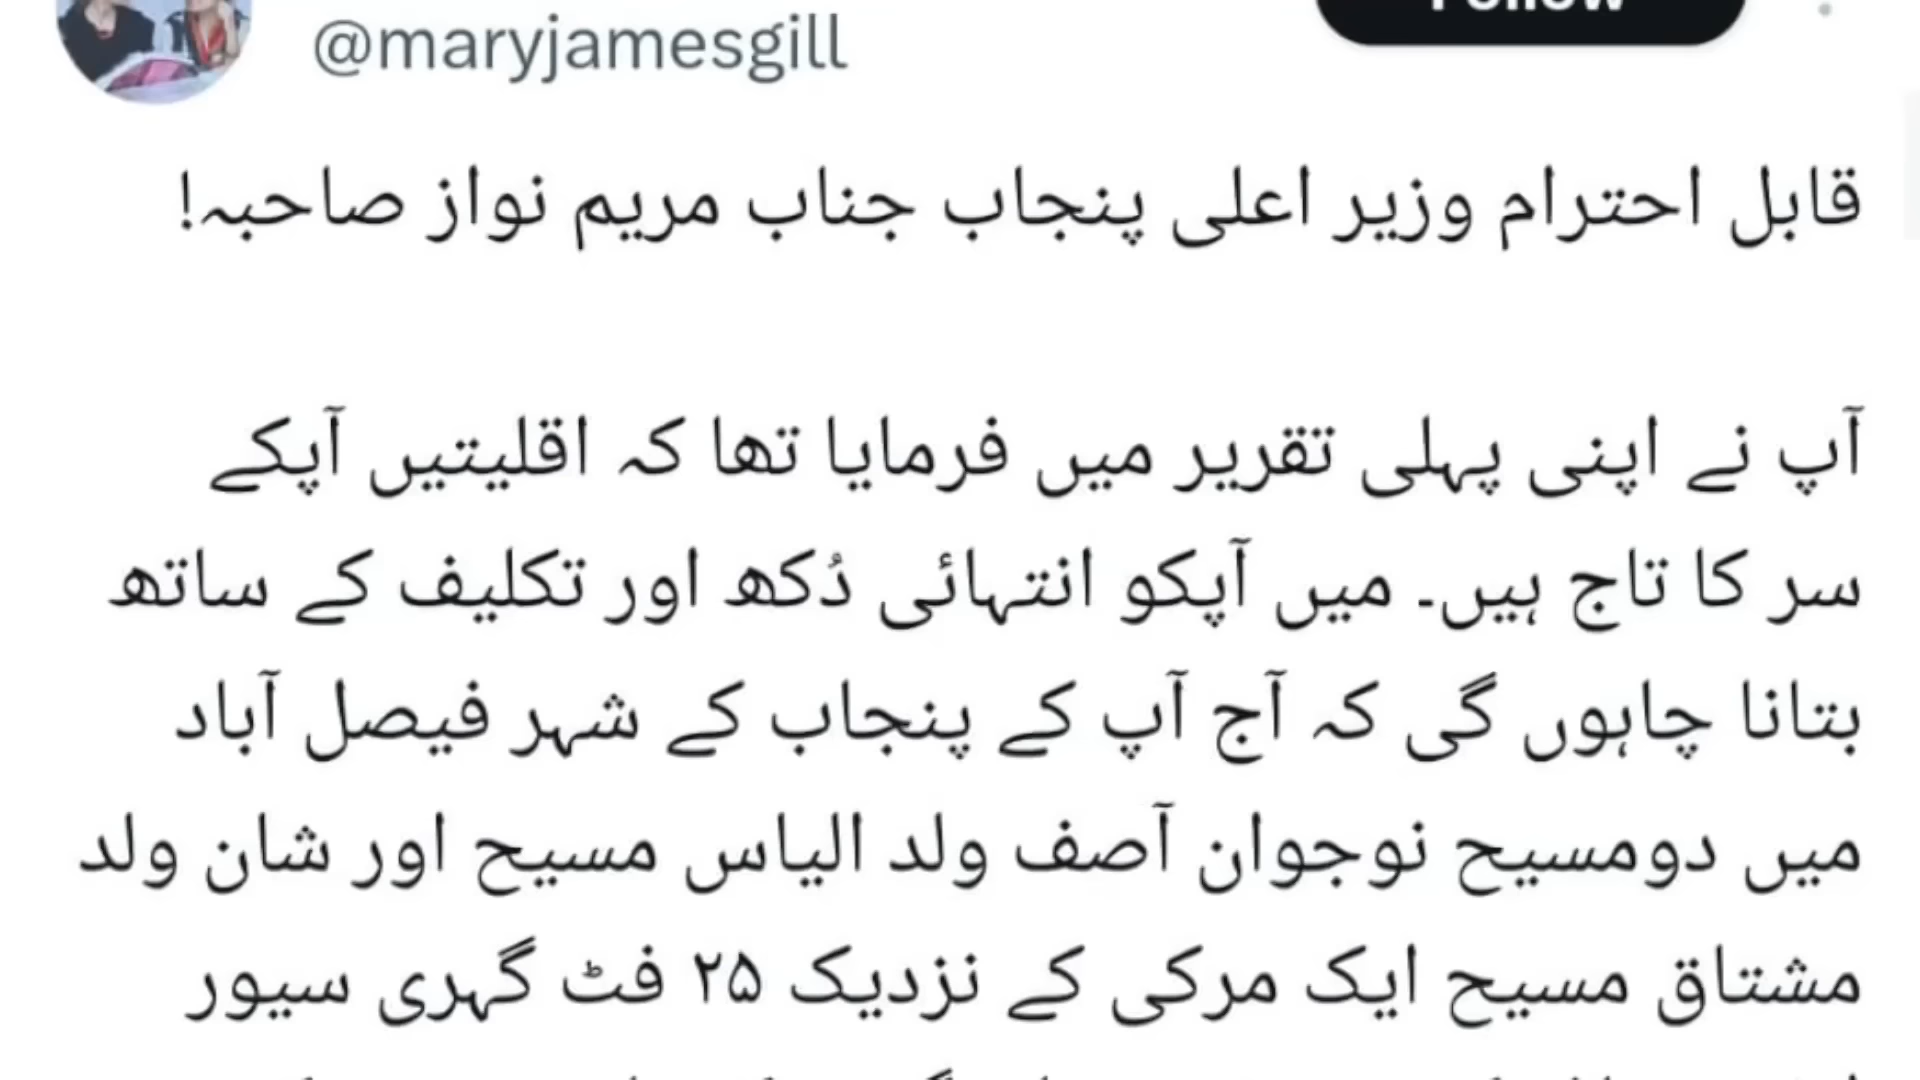 Follow
@maryjamesgill
قابل احترام وزیر اعلی پنجاب جناب مریم نواز صاحبہ!
آپ نے اپنی پہلی تقریر میں فرمایا تھا کہ اقلیتیں آپکے
سر کا تاج ہیں۔ میں آپکو انتہائی دُکھ اور تکلیف کے ساتھ
بتانا چاہوں گی کہ آج آپ کے پنجاب کے شہر فیصل آباد
میں دومسیح نوجوان آصف ولد الیاس مسیح اور شان ولد
مشتاق مسیح ایک مرکی کے نزدیک ۲۵ فٹ گہری سیور